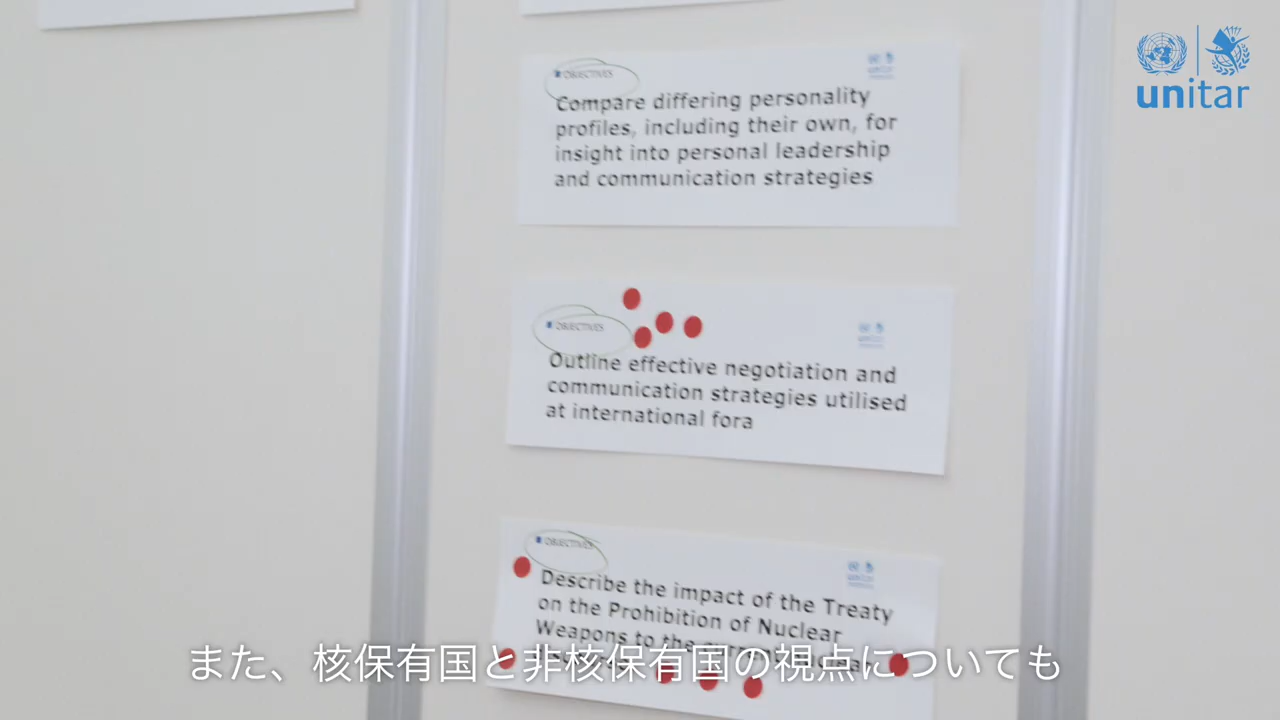 unitar
OBJECTIVES
Compare differing personality
profiles, including their own, for
insight into personal leadership
and communication strategies
OBJECTIVES
Outline effective negotiation and
communication strategies utilised
at international fora
OBJECTIVES
Describe the impact of the Treaty
on the Prohibition of Nuclear
Weapons to the current nuclear
また、核保有国と非核保有国の視点についても